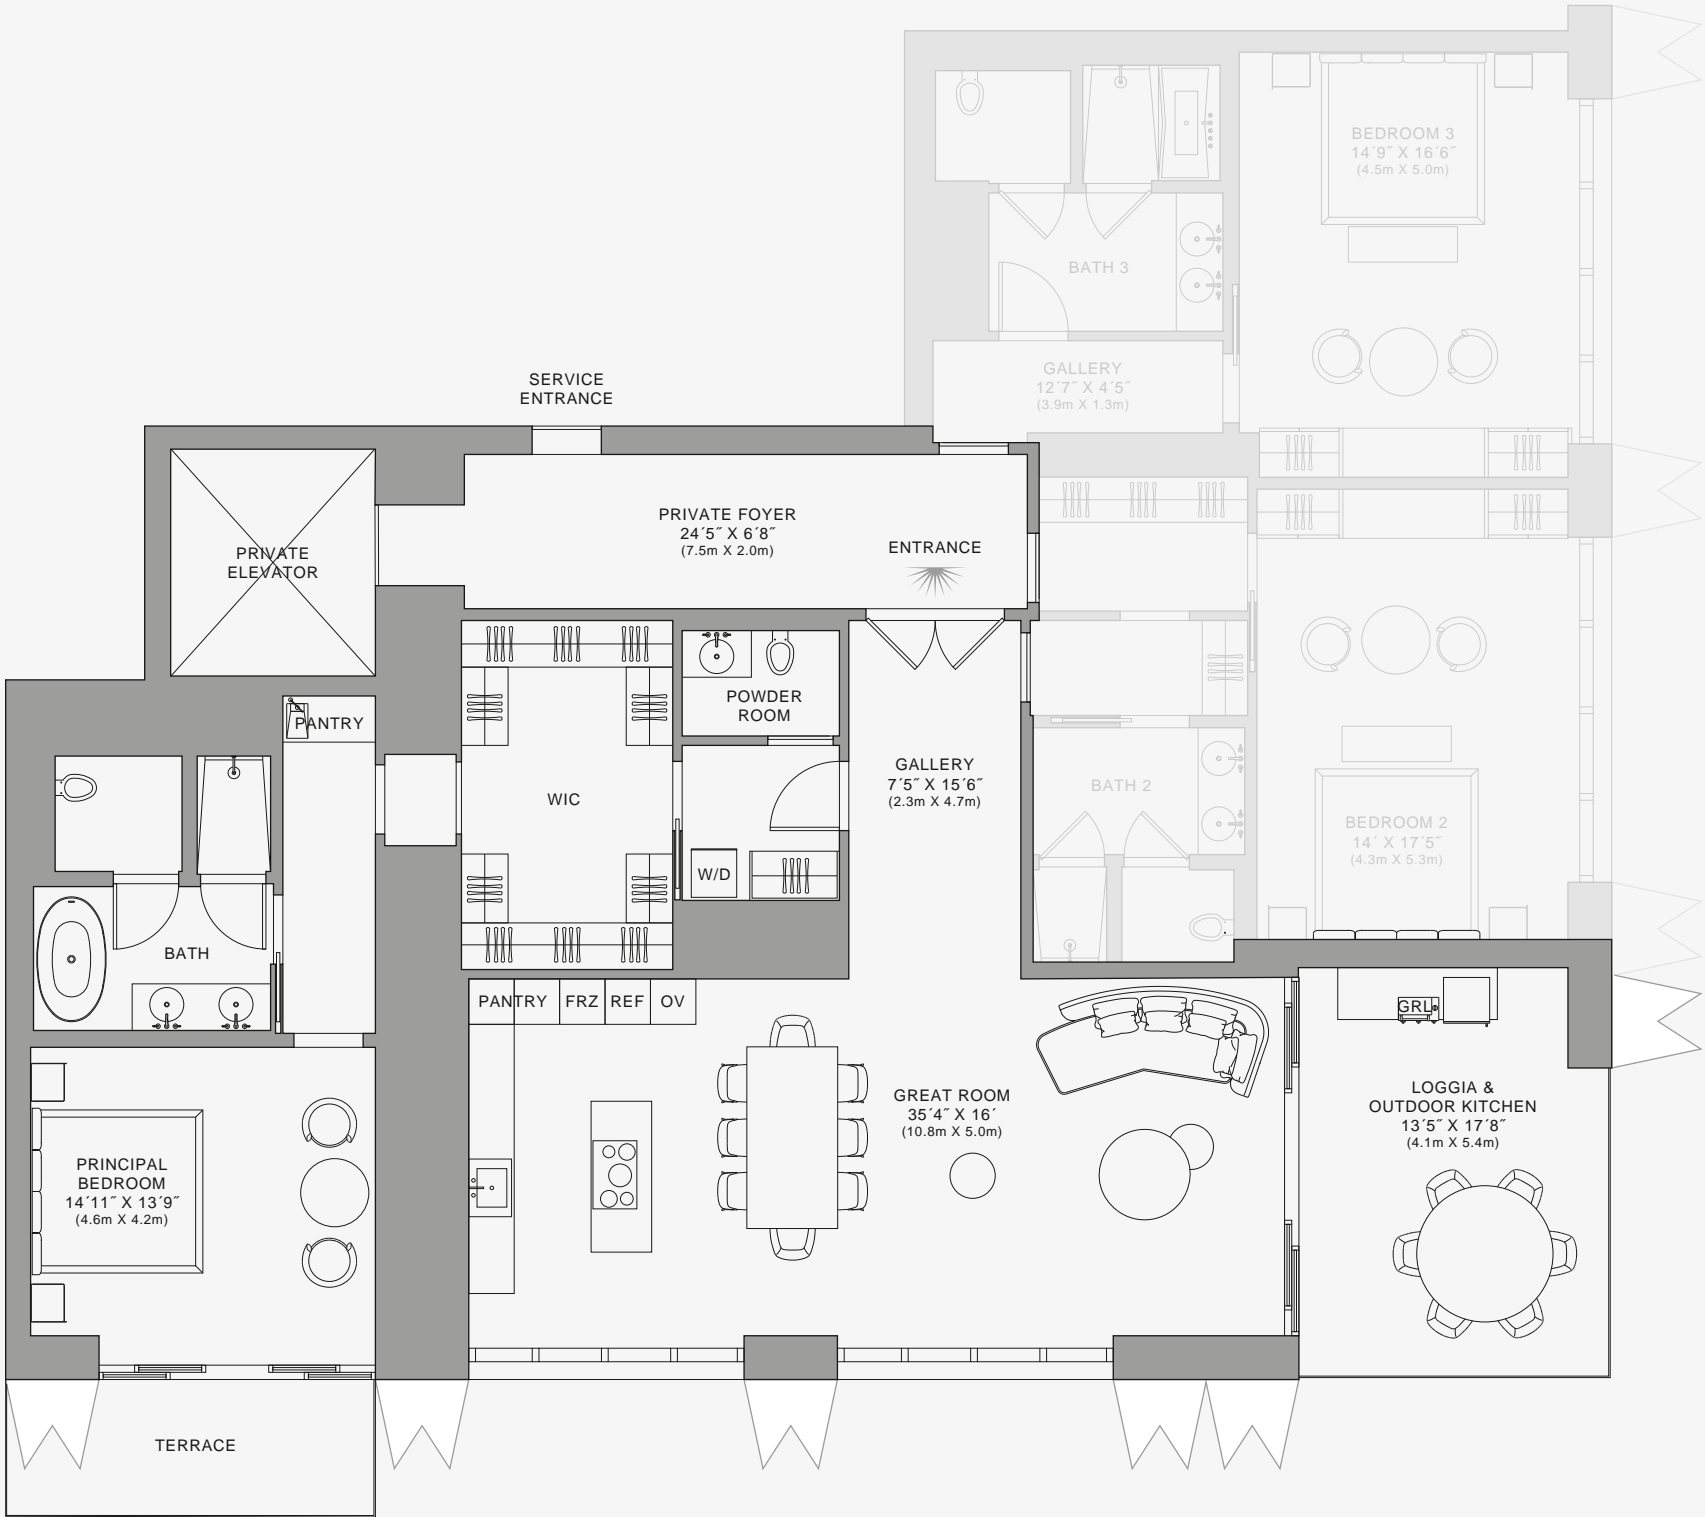 BEDROOM 3
14´9˝ X 16´6˝
(4.5m X 5.0m)
BATH 3
GALLERY
12´7˝ X 4´5˝
(3.9m X 1.3m)
SERVICE
ENTRANCE
PRIVATE FOYER
24´5˝ X 6´8˝
(7.5m X 2.0m)
ENTRANCE
PRIVATE
ELEVATOR
POWDER
ROOM
PANTRY
GALLERY
7´5˝ X 15´6˝
(2.3m X 4.7m)
WIC
BATH 2
BEDROOM 2
14´ X 17´5˝
(4.3m X 5.3m)
W/D
BATH
PANTRY
FRZ
REF
OV
GRL
GREAT ROOM
35´4˝ X 16´
(10.8m X 5.0m)
LOGGIA &
OUTDOOR KITCHEN
13´5˝ X 17´8˝
(4.1m X 5.4m)
PRINCIPAL
BEDROOM
14´11˝ X 13´9˝
(4.6m X 4.2m)
TERRACE